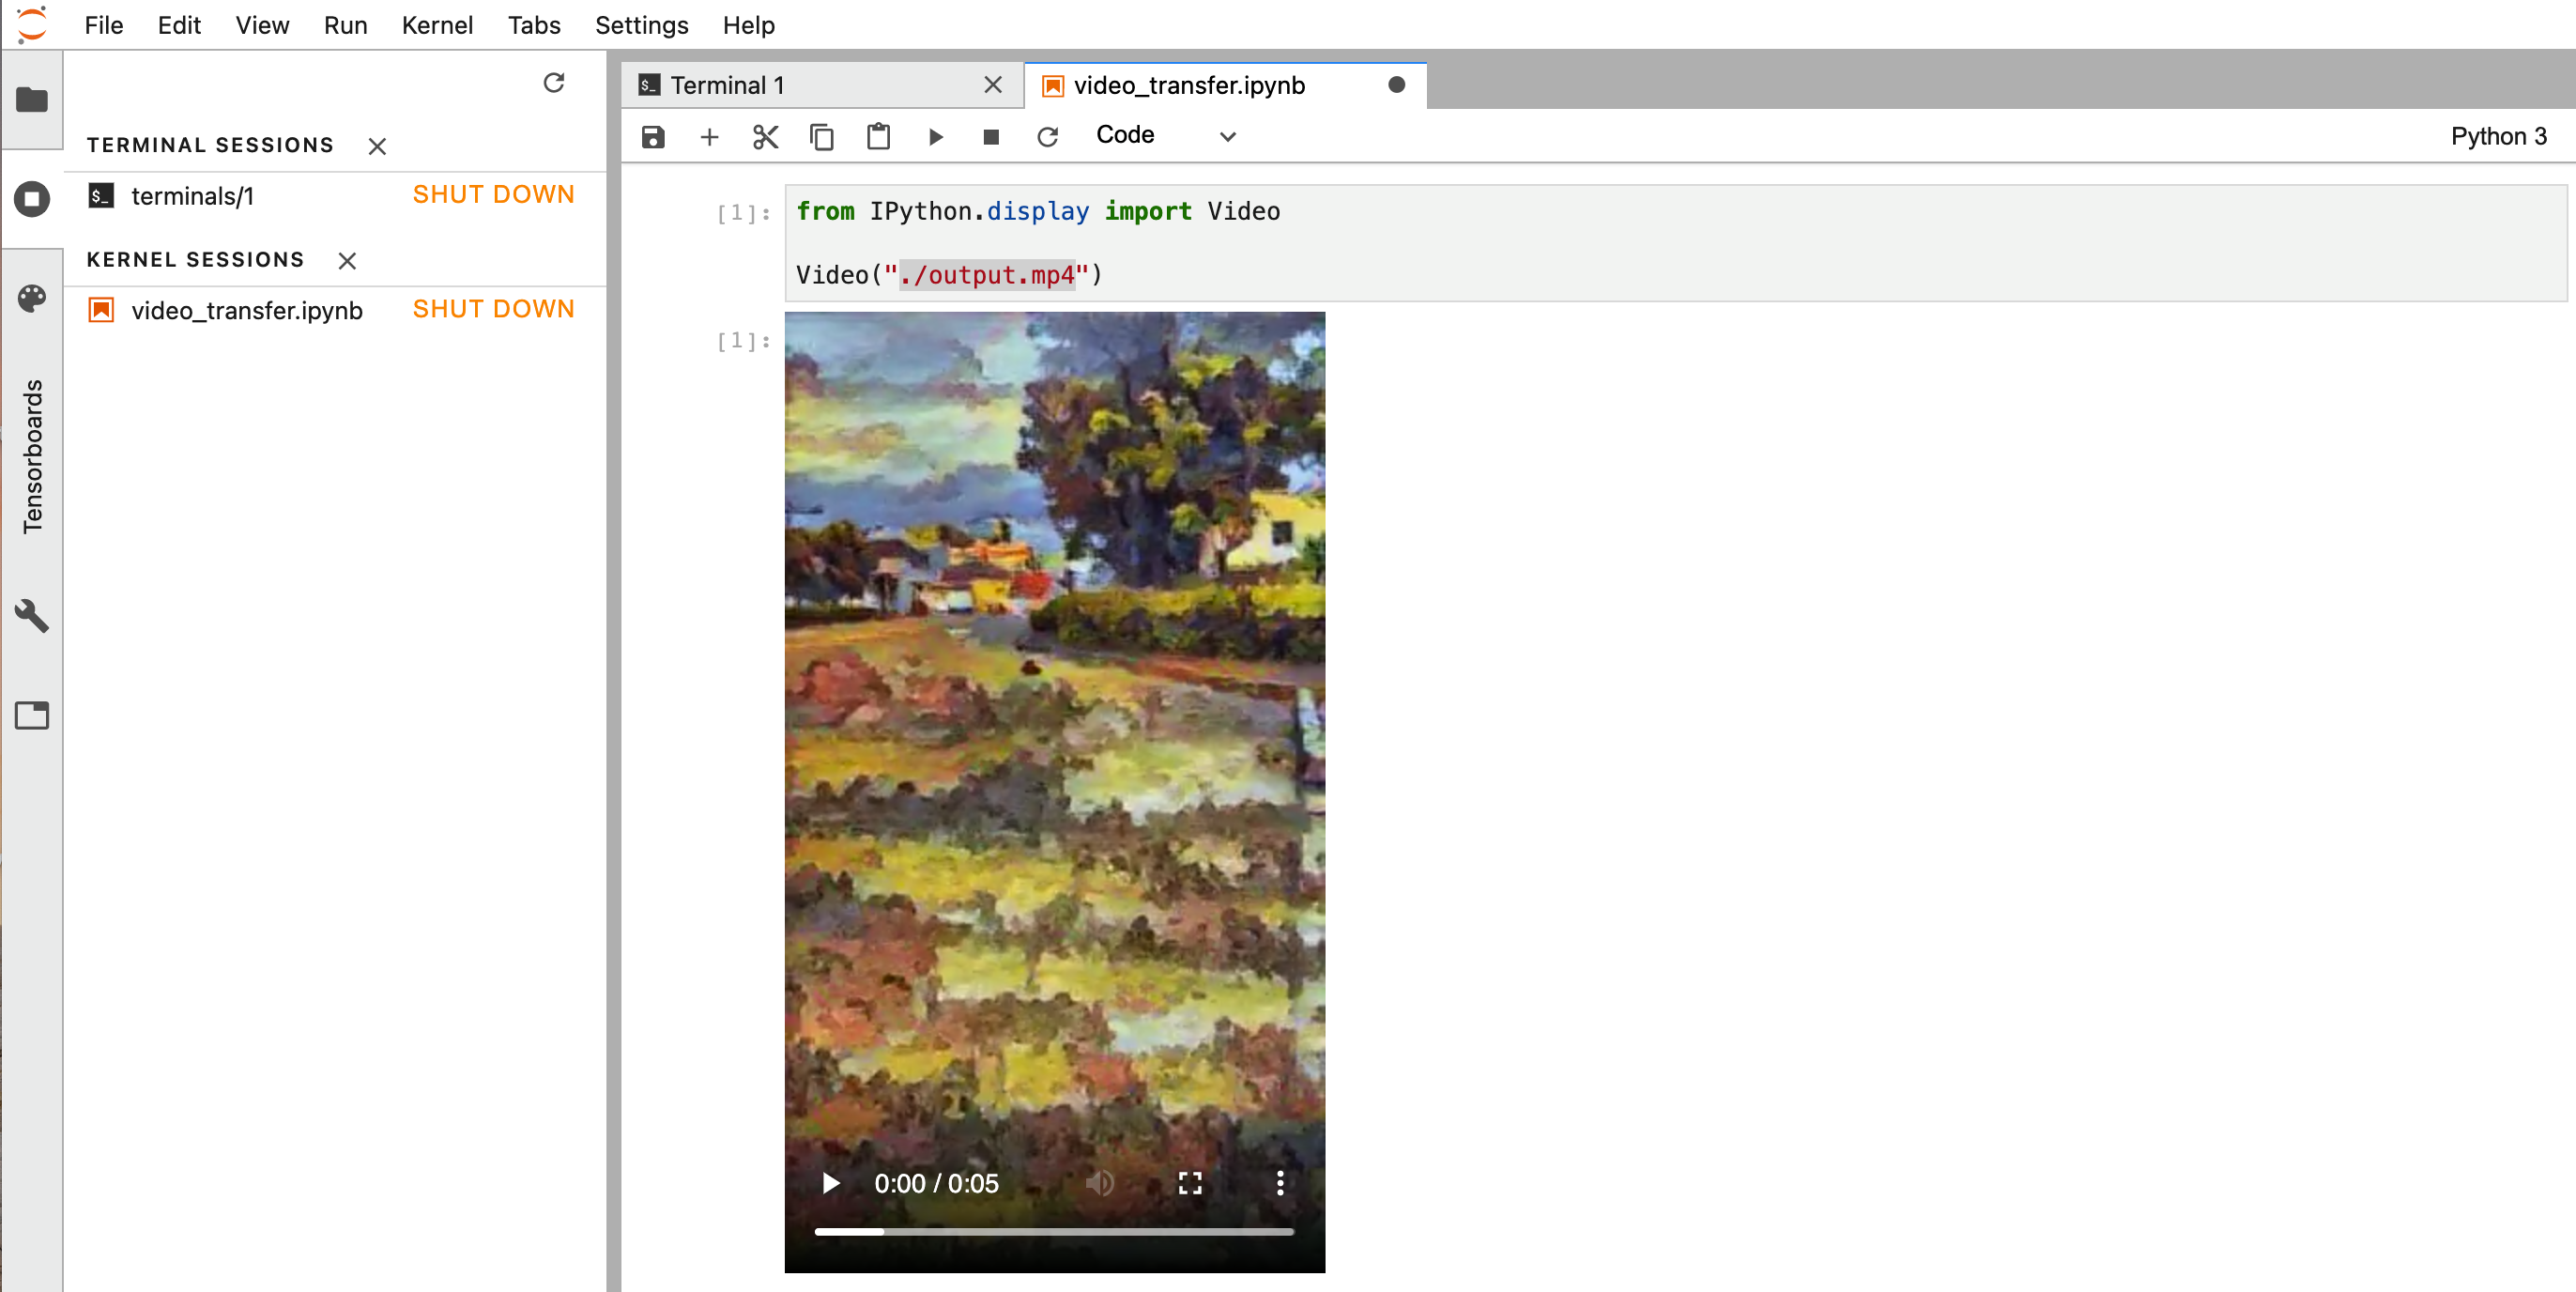 File Edit View Run Kernel Tabs Settings Help
TERMINAL SESSIONS
$_ terminals/1 SHUT DOWN
KERNEL SESSIONS
video_transfer.ipynb SHUT DOWN
Tensorboards
$_ Terminal 1
video_transfer.ipynb
Code
Python 3
[1]: from IPython.display import Video
Video("./output.mp4")
[1]:
0:00 / 0:05